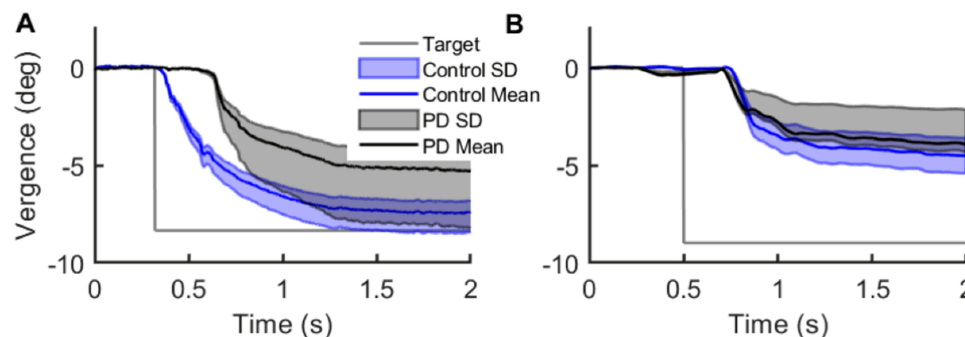 A
Vergence (deg)
0
-5
-10
0
0.5
1
1.5
2
Time (s)
Target
Control SD
Control Mean
PD SD
PD Mean
B
0
-5
-10
0
0.5
1
1.5
2
Time (s)